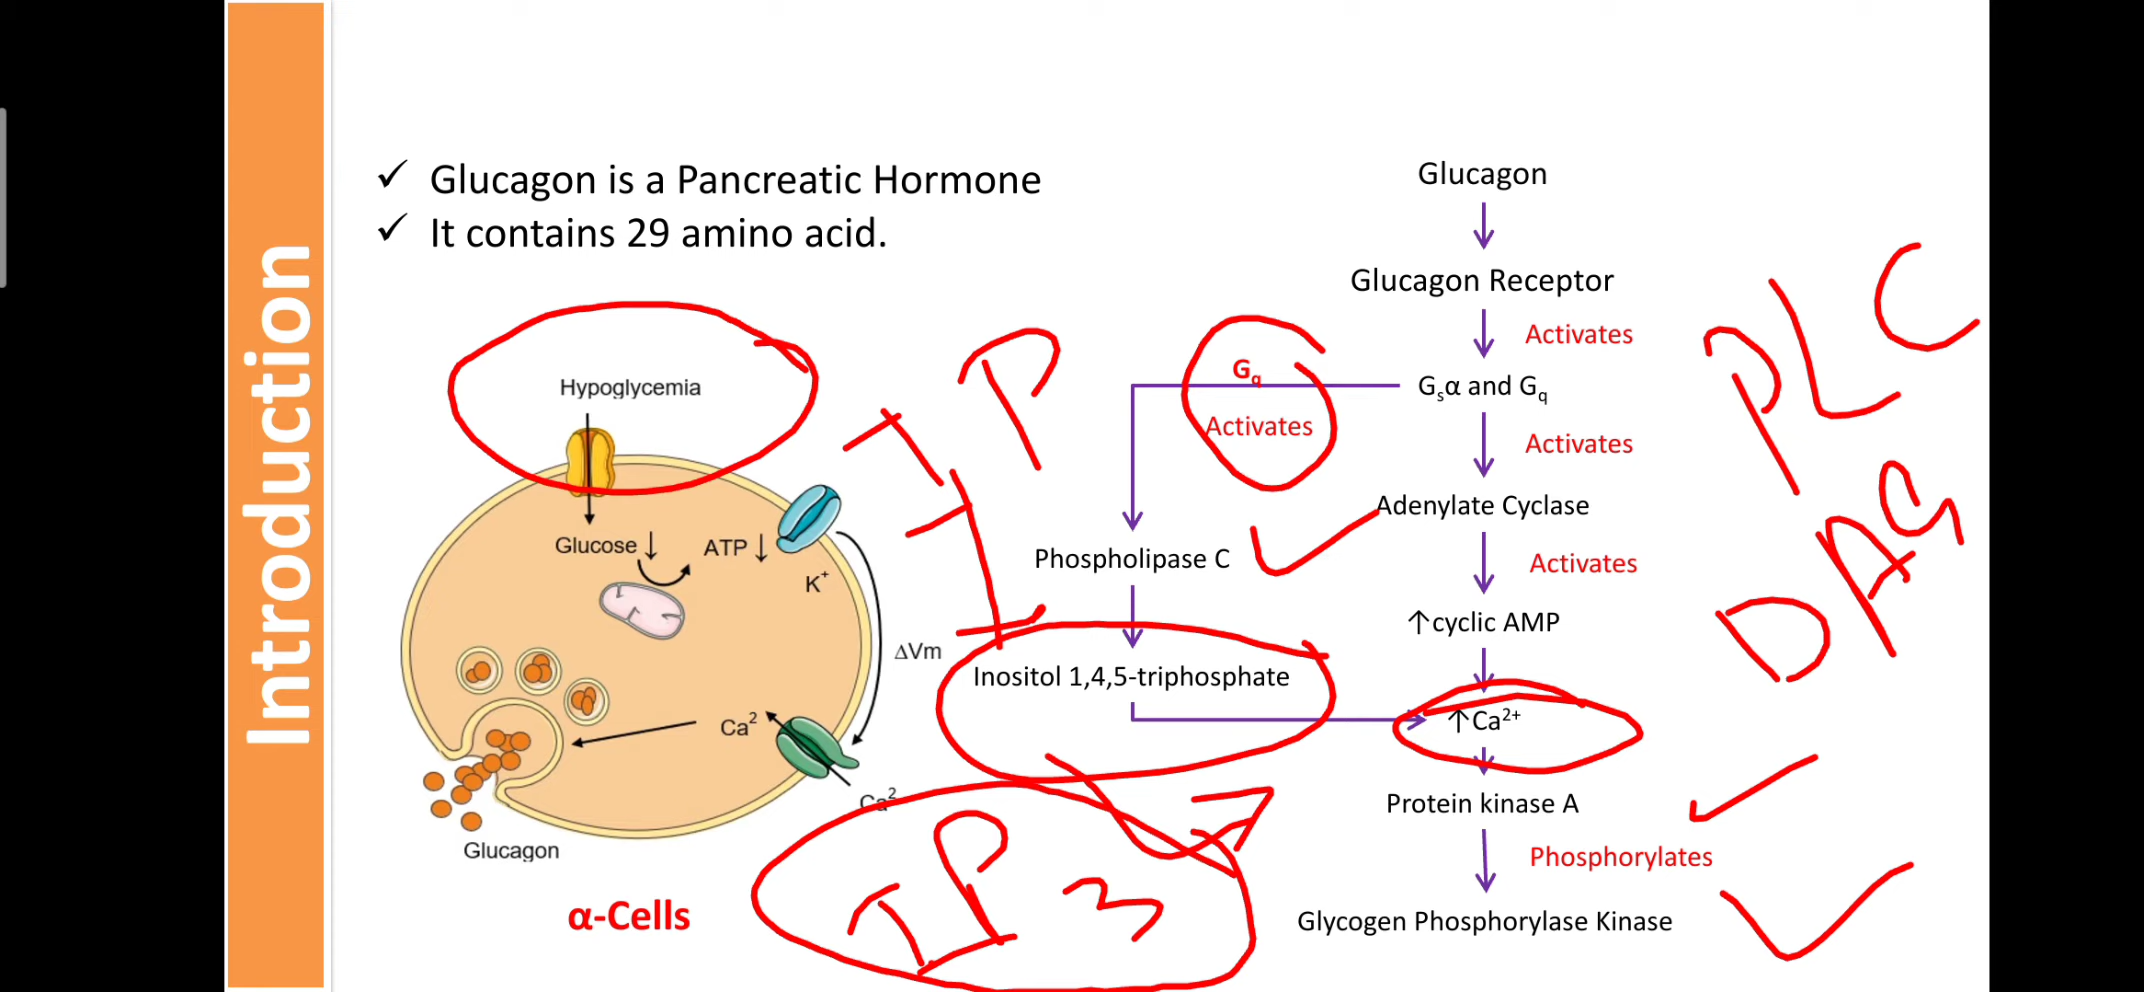 Introduction
✓ Glucagon is a Pancreatic Hormone
✓ It contains 29 amino acid.
Hypoglycemia
Glucose ↓
ATP ↓
K+
ΔVm
Ca2
Ca2
Glucagon
α-Cells
Glucagon
Glucagon Receptor
Activates
Gsα and Gq
Gq
Activates
Activates
Adenylate Cyclase
Phospholipase C
Activates
↑cyclic AMP
Inositol 1,4,5-triphosphate
↑Ca2+
Protein kinase A
Phosphorylates
Glycogen Phosphorylase Kinase
PLC
DAG
IP3